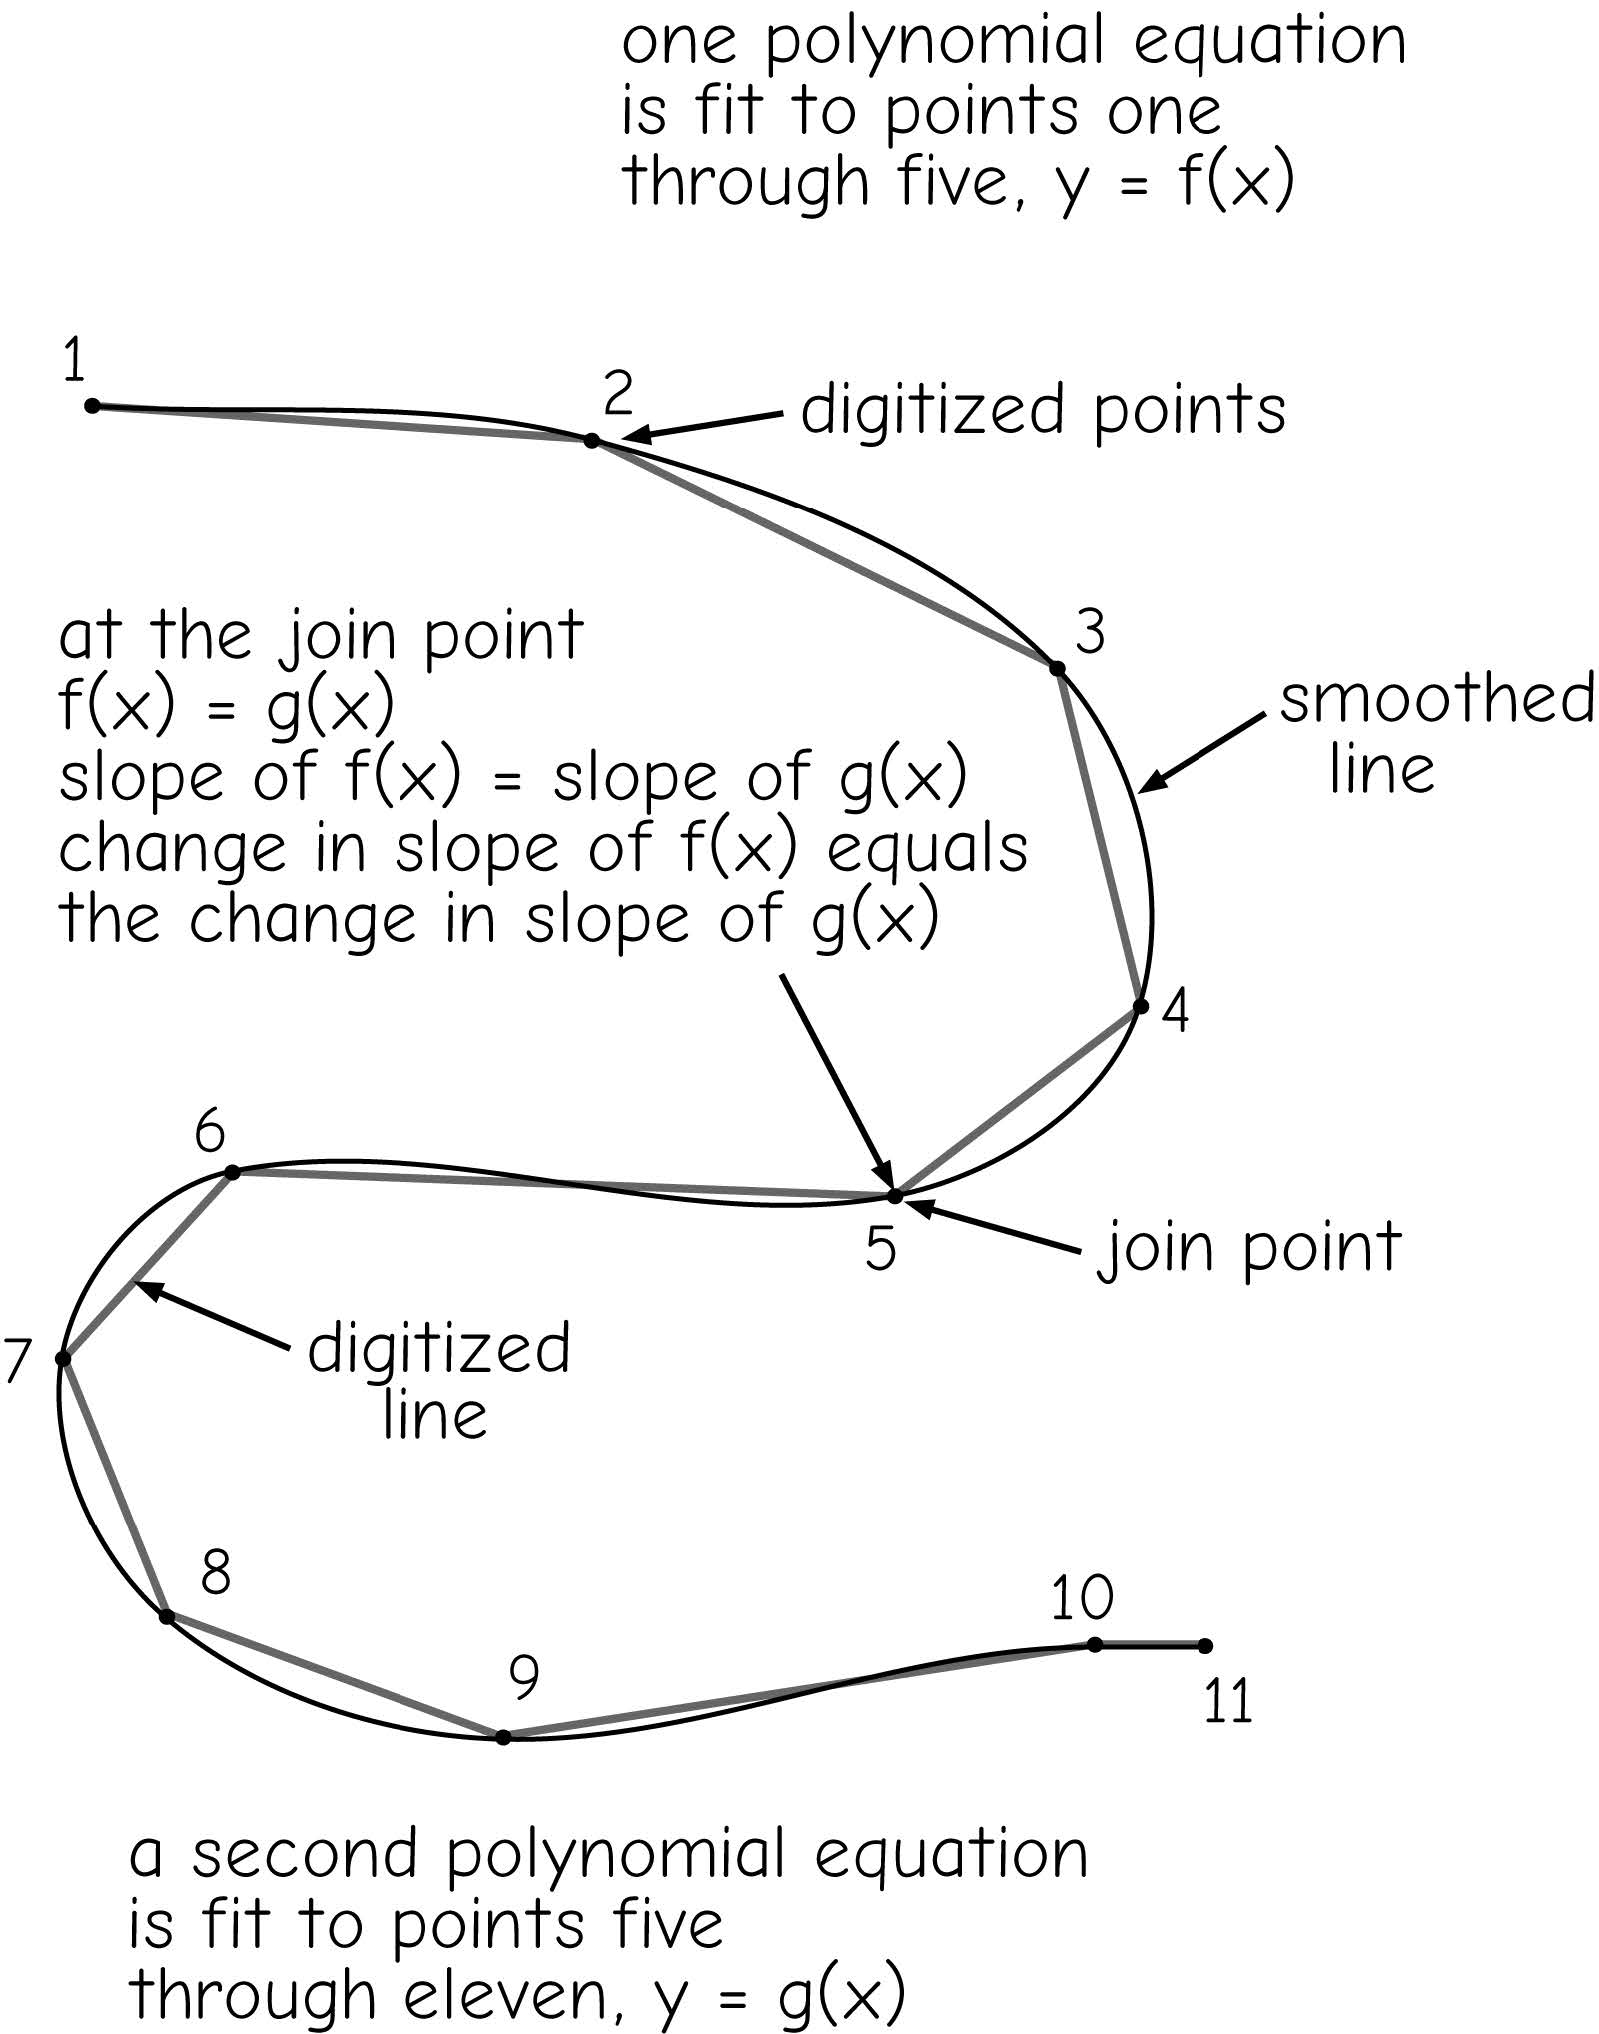 one polynomial equation
is fit to points one
through five, y = f(x)
1
2
digitized points
3
at the join point
f(x) = g(x)
slope of f(x) = slope of g(x)
change in slope of f(x) equals
the change in slope of g(x)
smoothed
line
4
6
5
join point
7
digitized
line
8
9
10
11
a second polynomial equation
is fit to points five
through eleven, y = g(x)